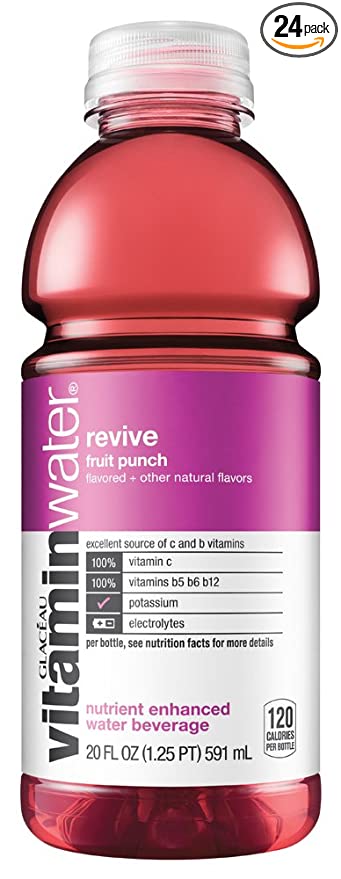 24 pack
amazon
GLACÉAU
vitaminwater®
revive
fruit punch
flavored + other natural flavors
excellent source of c and b vitamins
100% vitamin c
100% vitamins b5 b6 b12
✓ potassium
+ - electrolytes
per bottle, see nutrition facts for more details
nutrient enhanced
water beverage
120
CALORIES
PER BOTTLE
20 FL OZ (1.25 PT) 591 mL